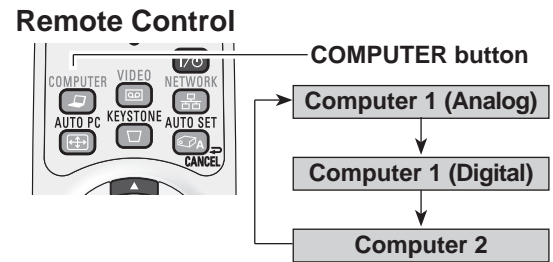 Remote Control
COMPUTER button
COMPUTER VIDEO NETWORK
AUTO PC KEYSTONE AUTO SET
CANCEL
Computer 1 (Analog)
Computer 1 (Digital)
Computer 2